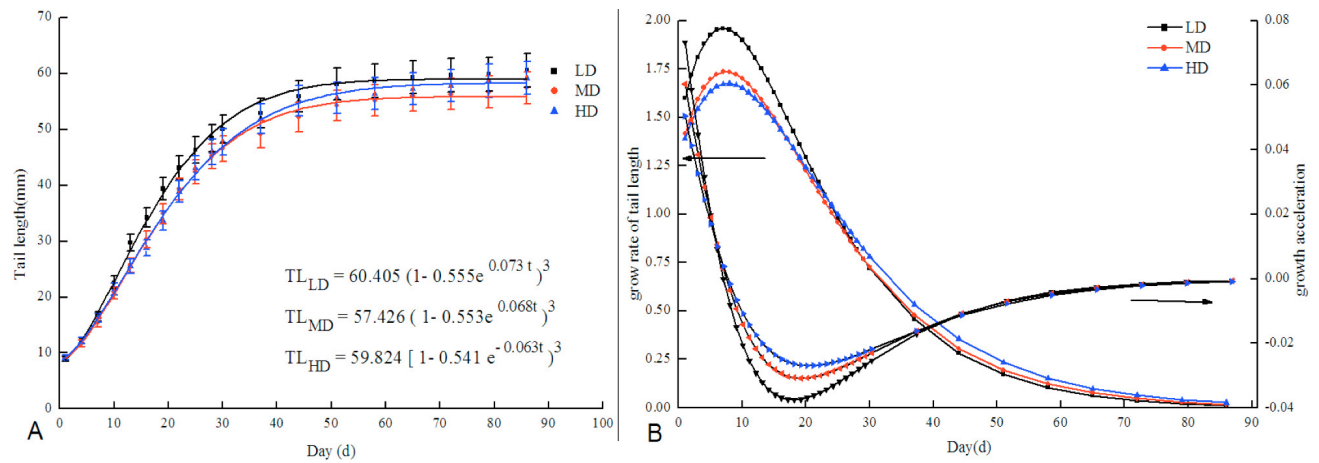 70
60
50
40
30
20
10
0
Tail length(mm)
LD
MD
HD
TL_LD = 60.405 (1- 0.555e^0.073 t )^3
TL_MD = 57.426 ( 1- 0.553e^0.068t )^3
TL_HD = 59.824 [ 1- 0.541 e^-0.063t )^3
0 10 20 30 40 50 60 70 80 90 100
Day (d)
A
2.00
1.75
1.50
1.25
1.00
0.75
0.50
0.25
0.00
grow rate of tail length
LD
MD
HD
0.08
0.06
0.04
0.02
0.00
-0.02
-0.04
growth acceleration
0 10 20 30 40 50 60 70 80 90
Day(d)
B